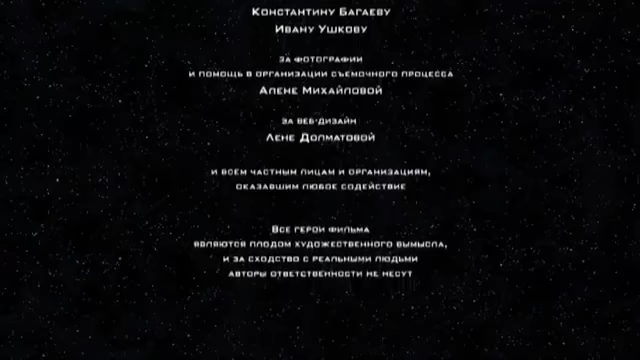 Константину Багаеву
Ивану Ушкову
за фотографии
и помощь в организации съемочного процесса
Алене Михайловой
за веб-дизайн
Лене Долматовой
и всем частным лицам и организациям,
оказавшим любое содействие
Все герои фильма
являются плодом художественного вымысла,
и за сходство с реальными людьми
авторы ответственности не несут